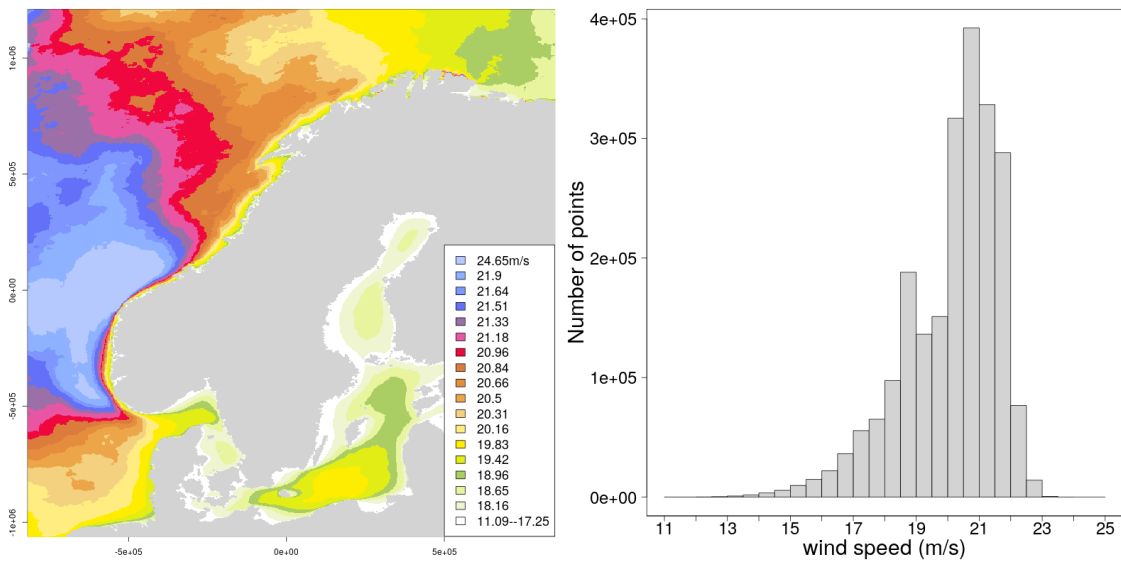 1e+06
5e+05
0e+00
-5e+05
-1e+06
-5e+05
0e+00
5e+05
24.65m/s
21.9
21.64
21.51
21.33
21.18
20.96
20.84
20.66
20.5
20.31
20.16
19.83
19.42
18.96
18.65
18.16
11.09--17.25
Number of points
4e+05
3e+05
2e+05
1e+05
0e+00
11 13 15 17 19 21 23 25
wind speed (m/s)